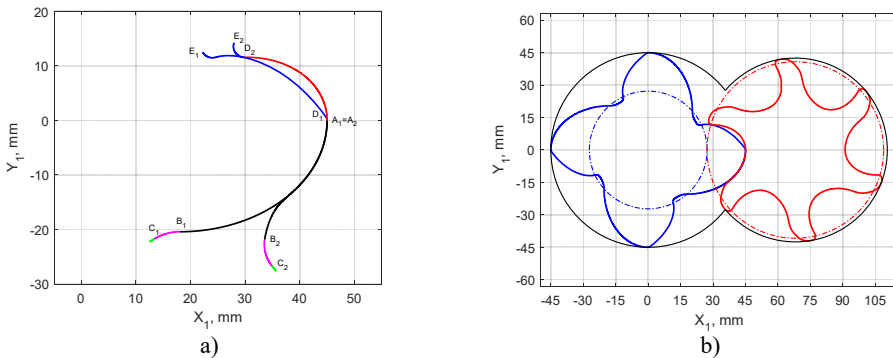 20
10
0
-10
-20
-30
Y₁, mm
E₂
E₁
D₂
D₁
A₁=A₂
C₁
B₁
B₂
C₂
0 10 20 30 40 50
X₁, mm
a)
60
45
30
15
0
-15
-30
-45
-60
Y₁, mm
-45 -30 -15 0 15 30 45 60 75 90 105
X₁, mm
b)